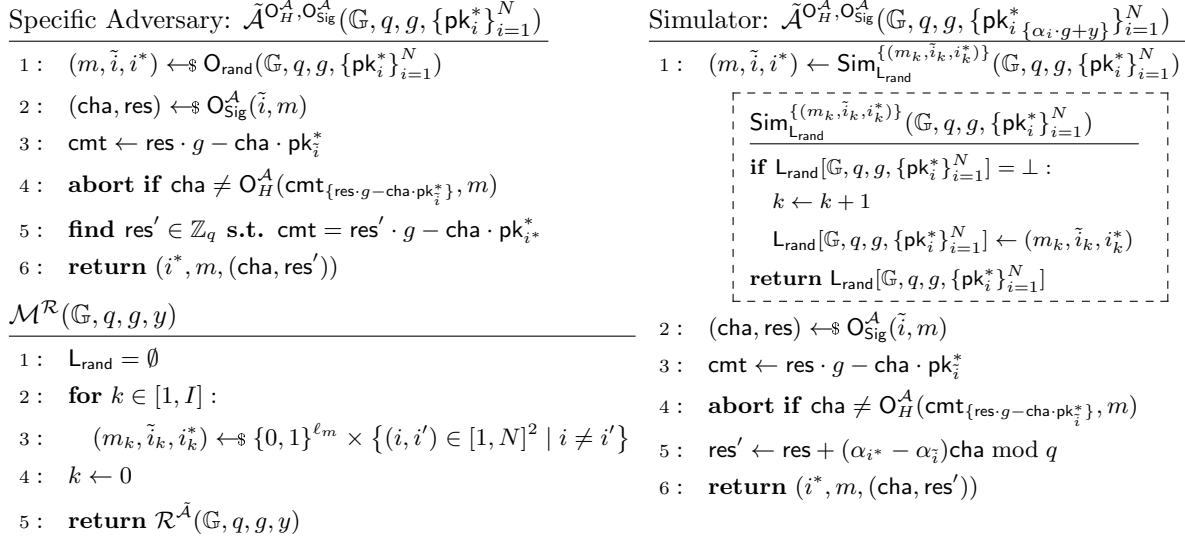 Specific Adversary: Ã^{O_H^A, O_Sig^A}(𝔾, q, g, {pk_i^*}_{i=1}^N)
1 : (m, ĩ, i^*) ←$ O_rand(𝔾, q, g, {pk_i^*}_{i=1}^N)
2 : (cha, res) ←$ O_Sig^A(ĩ, m)
3 : cmt ← res · g − cha · pk_ĩ^*
4 : abort if cha ≠ O_H^A(cmt_{{res·g−cha·pk_ĩ^*}}, m)
5 : find res′ ∈ ℤ_q s.t. cmt = res′ · g − cha · pk_{i^*}^*
6 : return (i^*, m, (cha, res′))
ℳ^ℛ(𝔾, q, g, y)
1 : L_rand = ∅
2 : for k ∈ [1, I] :
3 : (m_k, ĩ_k, i_k^*) ←$ {0, 1}^{ℓ_m} × {(i, i′) ∈ [1, N]^2 | i ≠ i′}
4 : k ← 0
5 : return ℛ^Ã(𝔾, q, g, y)
Simulator: Ã^{O_H^A, O_Sig^A}(𝔾, q, g, {pk_i^*_{{α_i·g+y}}}_{i=1}^N)
1 : (m, ĩ, i^*) ← Sim_{L_rand}^{{(m_k, ĩ_k, i_k^*)}}(𝔾, q, g, {pk_i^*}_{i=1}^N)
Sim_{L_rand}^{{(m_k, ĩ_k, i_k^*)}}(𝔾, q, g, {pk_i^*}_{i=1}^N)
if L_rand[𝔾, q, g, {pk_i^*}_{i=1}^N] = ⊥ :
k ← k + 1
L_rand[𝔾, q, g, {pk_i^*}_{i=1}^N] ← (m_k, ĩ_k, i_k^*)
return L_rand[𝔾, q, g, {pk_i^*}_{i=1}^N]
2 : (cha, res) ←$ O_Sig^A(ĩ, m)
3 : cmt ← res · g − cha · pk_ĩ^*
4 : abort if cha ≠ O_H^A(cmt_{{res·g−cha·pk_ĩ^*}}, m)
5 : res′ ← res + (α_{i^*} − α_ĩ)cha mod q
6 : return (i^*, m, (cha, res′))